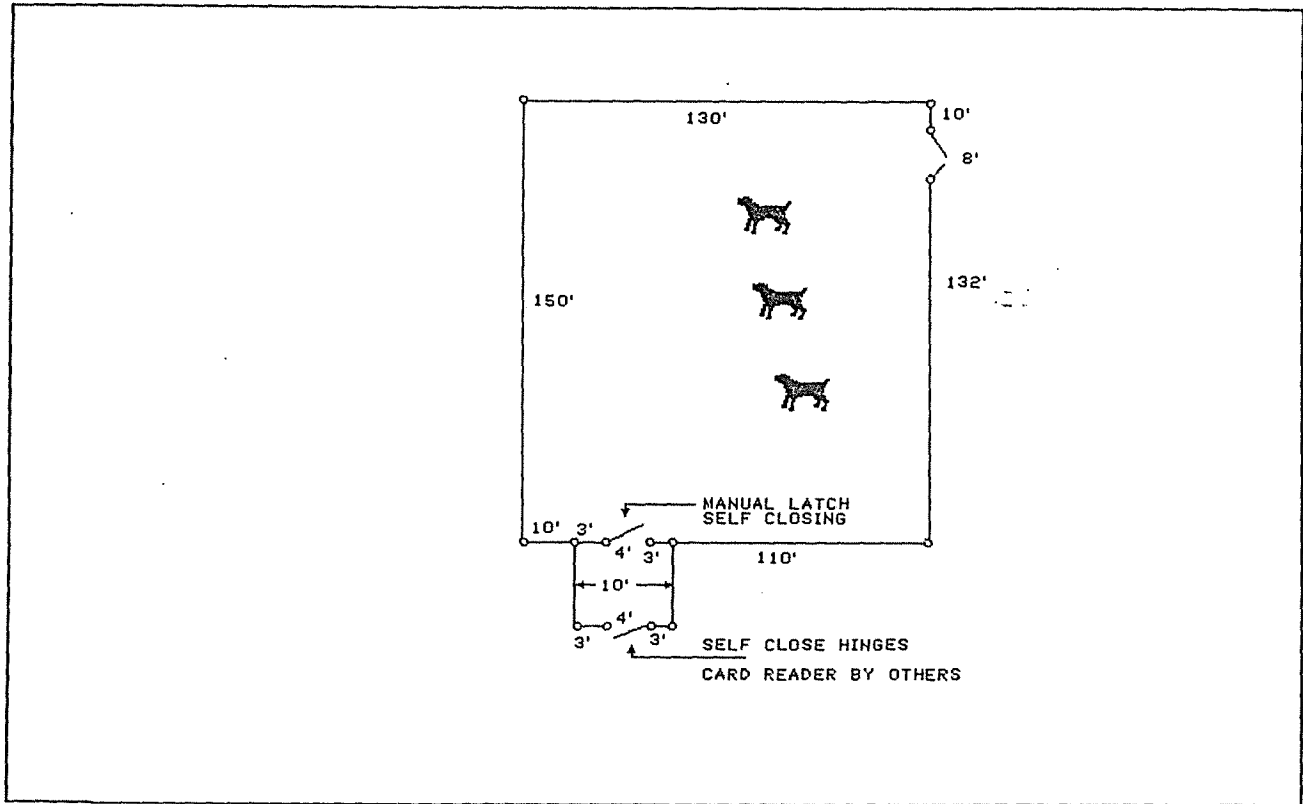 130'
10'
8'
150'
132'
MANUAL LATCH
SELF CLOSING
10' 3' 4' 3' 110'
10'
3' 4' 3'
SELF CLOSE HINGES
CARD READER BY OTHERS